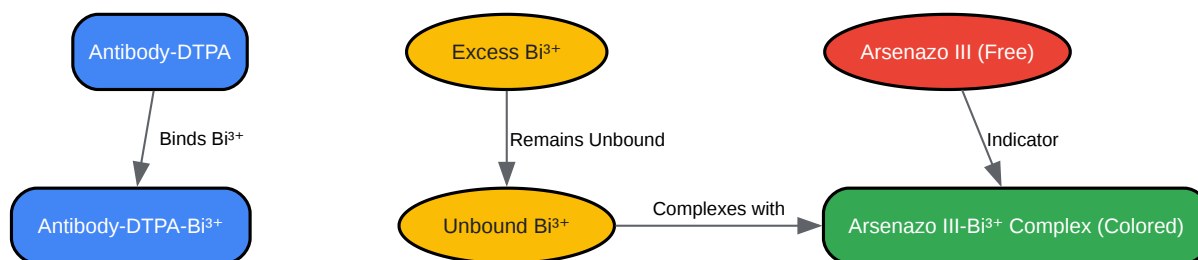 Antibody-DTPA
Excess Bi³⁺
Arsenazo III (Free)
Binds Bi³⁺
Remains Unbound
Indicator
Antibody-DTPA-Bi³⁺
Unbound Bi³⁺
Complexes with
Arsenazo III-Bi³⁺ Complex (Colored)